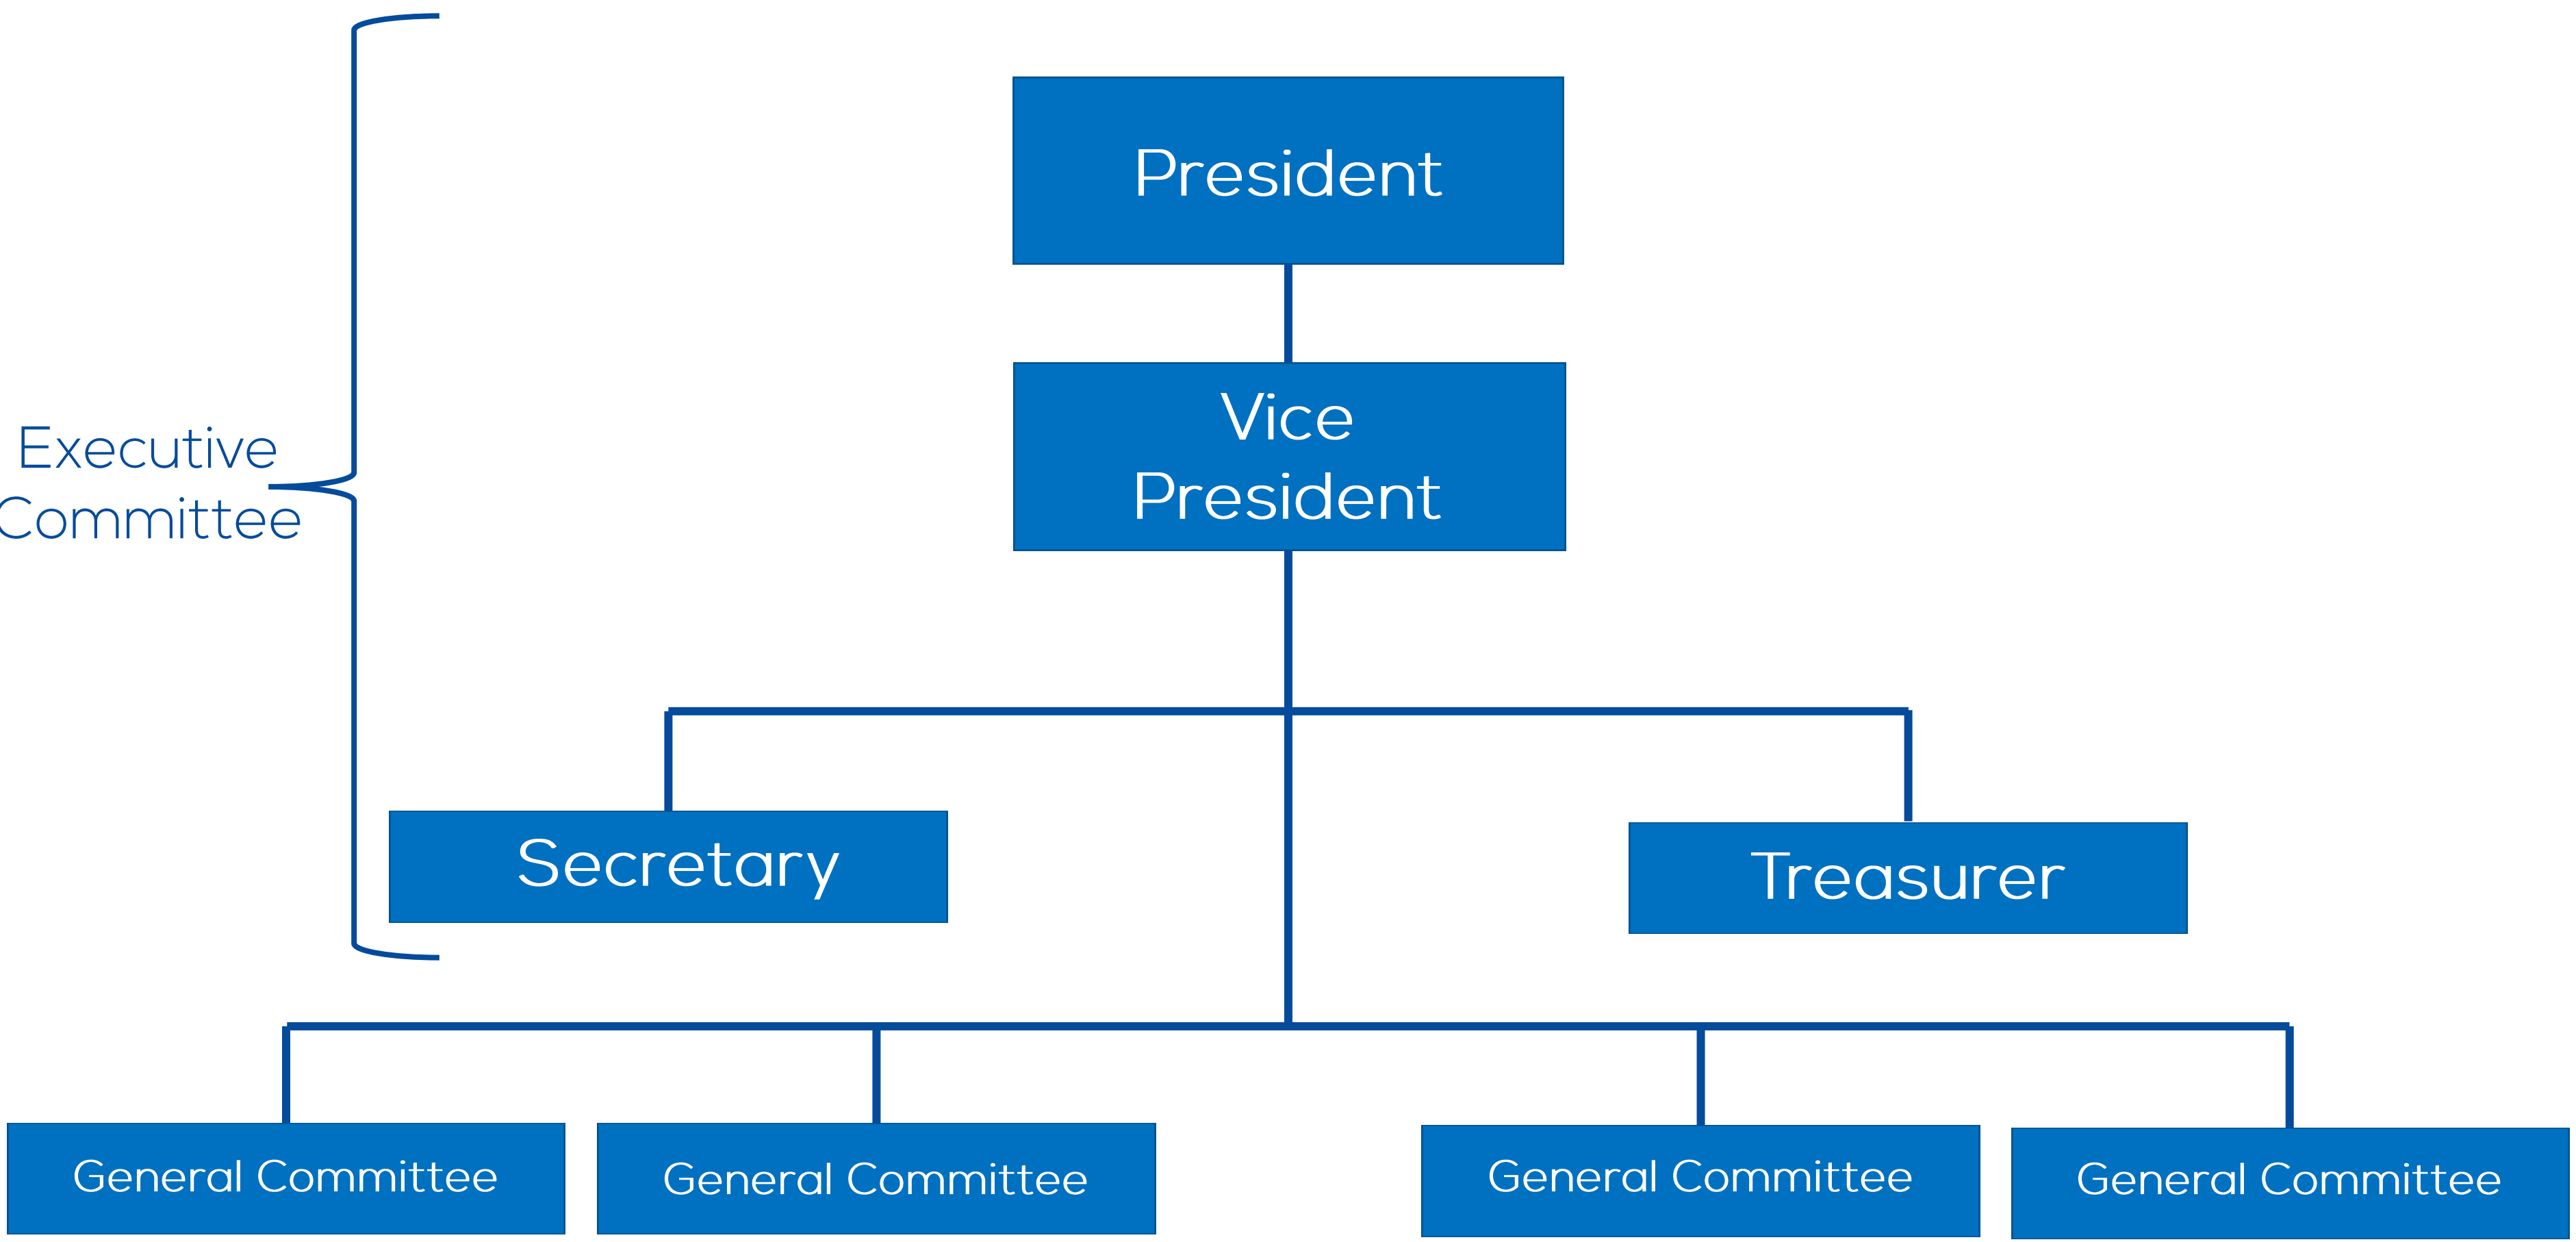 President
Vice
President
Executive
Committee
Secretary
Treasurer
General Committee
General Committee
General Committee
General Committee